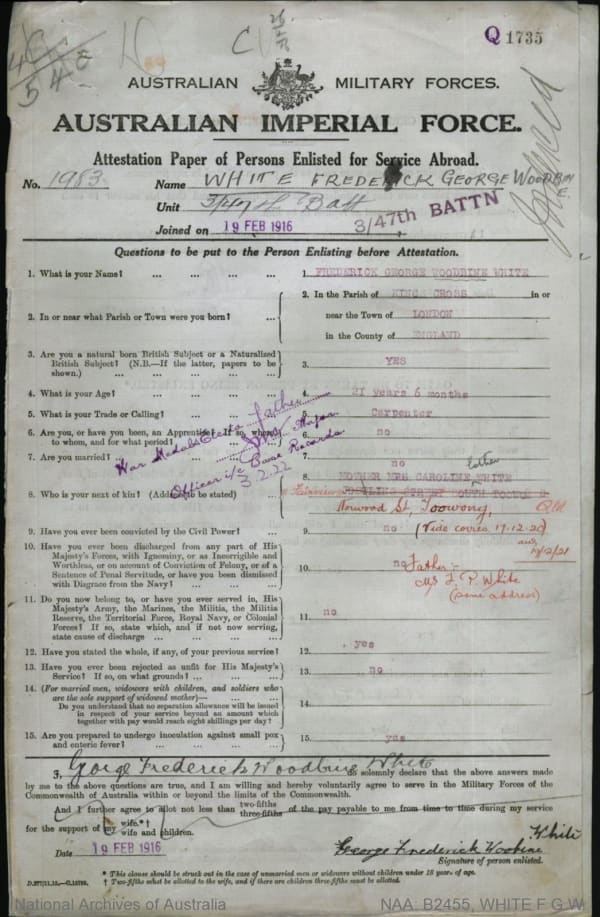 Q 1735
AUSTRALIAN MILITARY FORCES.
AUSTRALIAN IMPERIAL FORCE.
Attestation Paper of Persons Enlisted for Service Abroad.
No. 1983. Name WHITE FREDERICK GEORGE WOODBINE.
Unit 3/47th Batt 3/47th BATTN
Joined on 19 FEB 1916
Questions to be put to the Person Enlisting before Attestation.
1. What is your Name? ... ... ... ... 1. FREDERICK GEORGE WOODBINE WHITE
2. In or near what Parish or Town were you born? ... 2. In the Parish of KINGS CROSS in or
near the Town of LONDON
in the County of ENGLAND
3. Are you a natural born British Subject or a Naturalized
British Subject? (N.B.—If the latter, papers to be
shown.) ... ... ... ... 3. YES
4. What is your Age? ... ... ... ... 4. 21 years 6 months
5. What is your Trade or Calling? ... ... ... 5. Carpenter
6. Are you, or have you been, an Apprentice? If so, where,
to whom, and for what period? ... ... 6. no
War Medals Etc to father
Major
Officer i/c Base Records
3.2.22
7. Are you married? ... ... 7. no
8. Who is your next of kin? (Address to be stated) ... 8. MOTHER MRS CAROLINE WHITE
father
STREET SOUTH
Norwood St, Toowong, Qld
(Vide corres 17.12.20)
and 19/12/21
9. Have you ever been convicted by the Civil Power? ... 9. no
10. Have you ever been discharged from any part of His
Majesty's Forces, with Ignominy, or as Incorrigible and
Worthless, or on account of Conviction of Felony, or of a
Sentence of Penal Servitude, or have you been dismissed
with Disgrace from the Navy? ... ... ... 10. no
Father:-
Mr F. P. White
(same address)
11. Do you now belong to, or have you ever served in, His
Majesty's Army, the Marines, the Militia, the Militia
Reserve, the Territorial Force, Royal Navy, or Colonial
Forces? If so, state which, and if not now serving,
state cause of discharge ... ... ... 11. no
12. Have you stated the whole, if any, of your previous service? 12. yes
13. Have you ever been rejected as unfit for His Majesty's
Service? If so, on what grounds? ... ... ... 13. no
14. (For married men, widowers with children, and soldiers who
are the sole support of widowed mother)—
Do you understand that no separation allowance will be issued
in respect of your service beyond an amount which
together with pay would reach eight shillings per day? ... 14.
15. Are you prepared to undergo inoculation against small pox
and enteric fever? ... ... ... ... 15. yes
I, Goige Frederick Woodbine White do solemnly declare that the above answers made
by me to the above questions are true, and I am willing and hereby voluntarily agree to serve in the Military Forces of the
Commonwealth of Australia within or beyond the limits of the Commonwealth.
And I further agree to allot not less than two-fifths three-fifths of the pay payable to me from time to time during my service
for the support of my wife.*† wife and children.
Date 19 FEB 1916
George Frederick Woobine White
Signature of person enlisted.
* This clause should be struck out in the case of unmarried men or widowers without children under 18 years of age.
† Two-fifths must be allotted to the wife, and if there are children three-fifths must be allotted.
National Archives of Australia
NAA: B2455, WHITE F G W